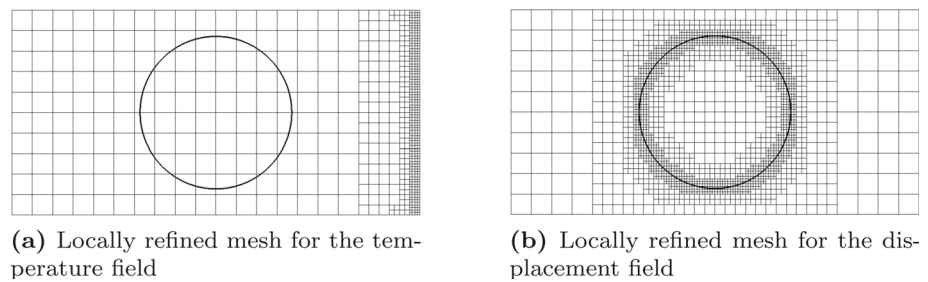 (a) Locally refined mesh for the tem-
perature field
(b) Locally refined mesh for the dis-
placement field